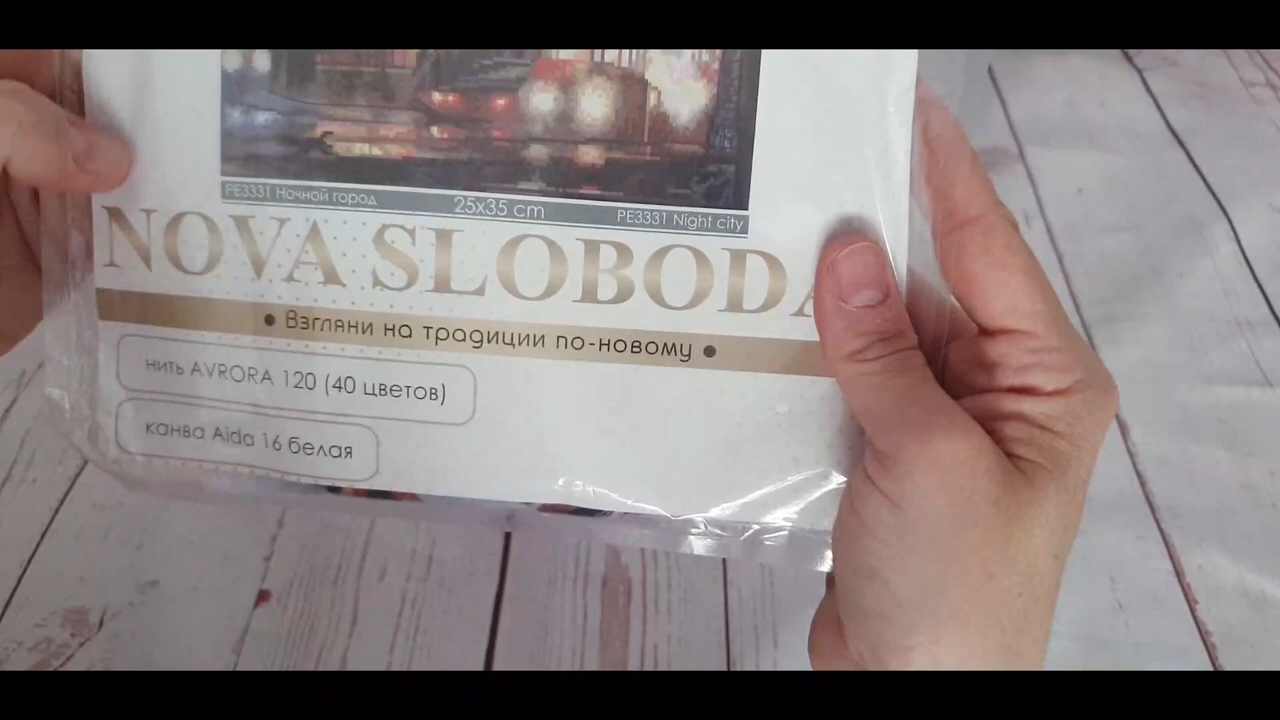 PE3331 Ночной город 25x35 cm PE3331 Night city
NOVA SLOBODA
• Взгляни на традиции по-новому •
нить AVRORA 120 (40 цветов)
канва Aida 16 белая